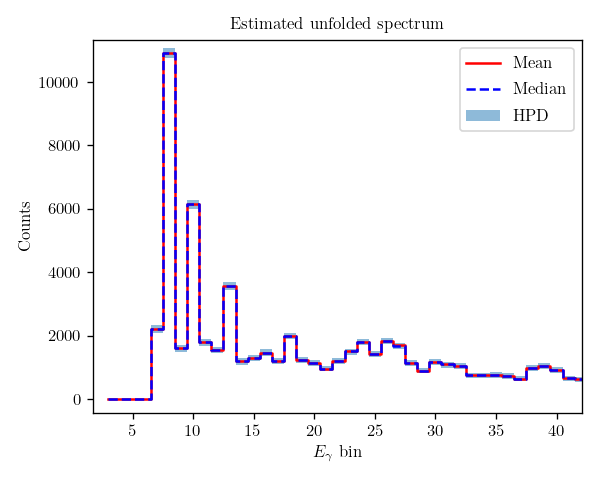 Estimated unfolded spectrum
Mean
Median
HPD
10000
8000
6000
4000
2000
0
Counts
5 10 15 20 25 30 35 40
Eγ bin